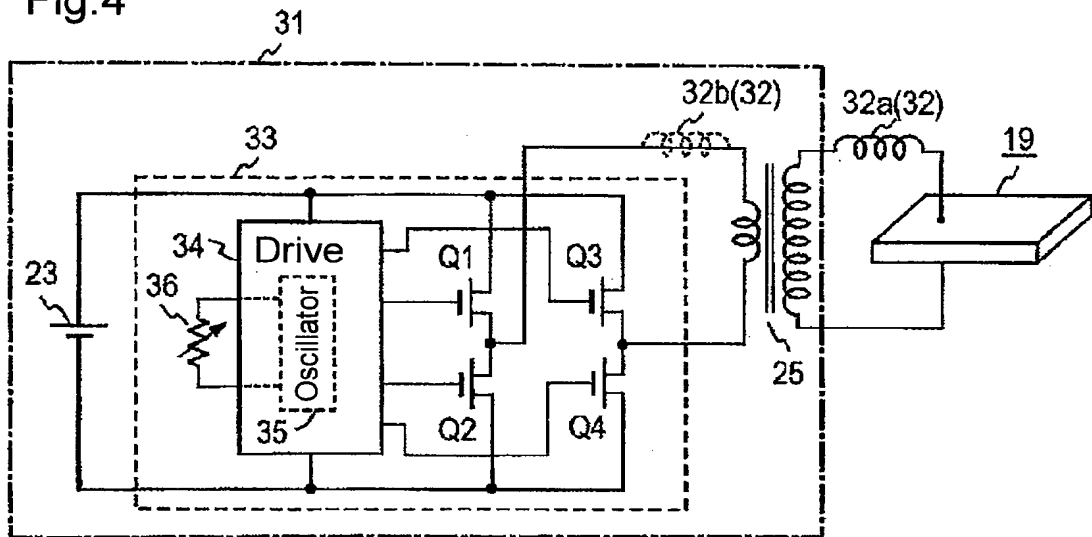 Fig.4
31
32b(32)
32a(32)
19
33
34
Drive
Q1
Q3
23
36
Oscillator
25
35
Q2
Q4